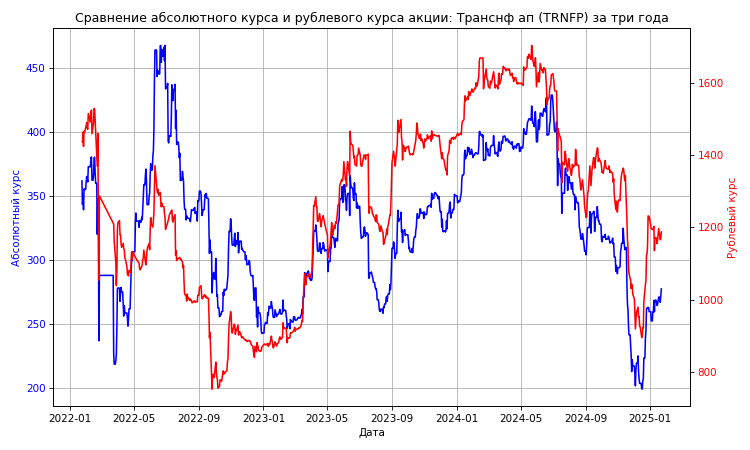 Сравнение абсолютного курса и рублевого курса акции: Транснф ап (TRNFP) за три года
450
400
350
300
250
200
Абсолютный курс
1600
1400
1200
1000
800
Рублевый курс
2022-01 2022-05 2022-09 2023-01 2023-05 2023-09 2024-01 2024-05 2024-09 2025-01
Дата